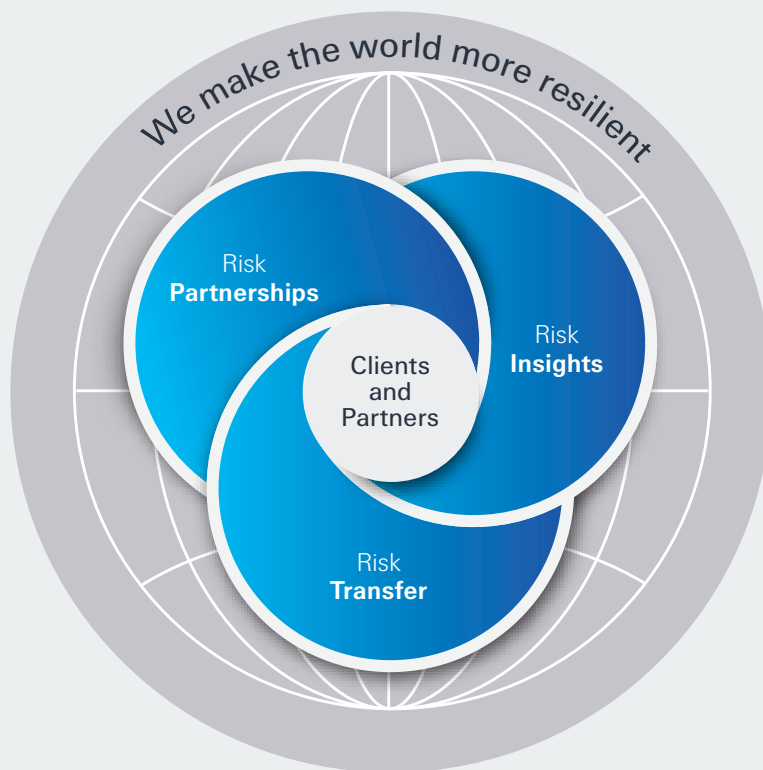 We make the world more resilient
Risk
Partnerships
Risk
Insights
Clients
and
Partners
Risk
Transfer